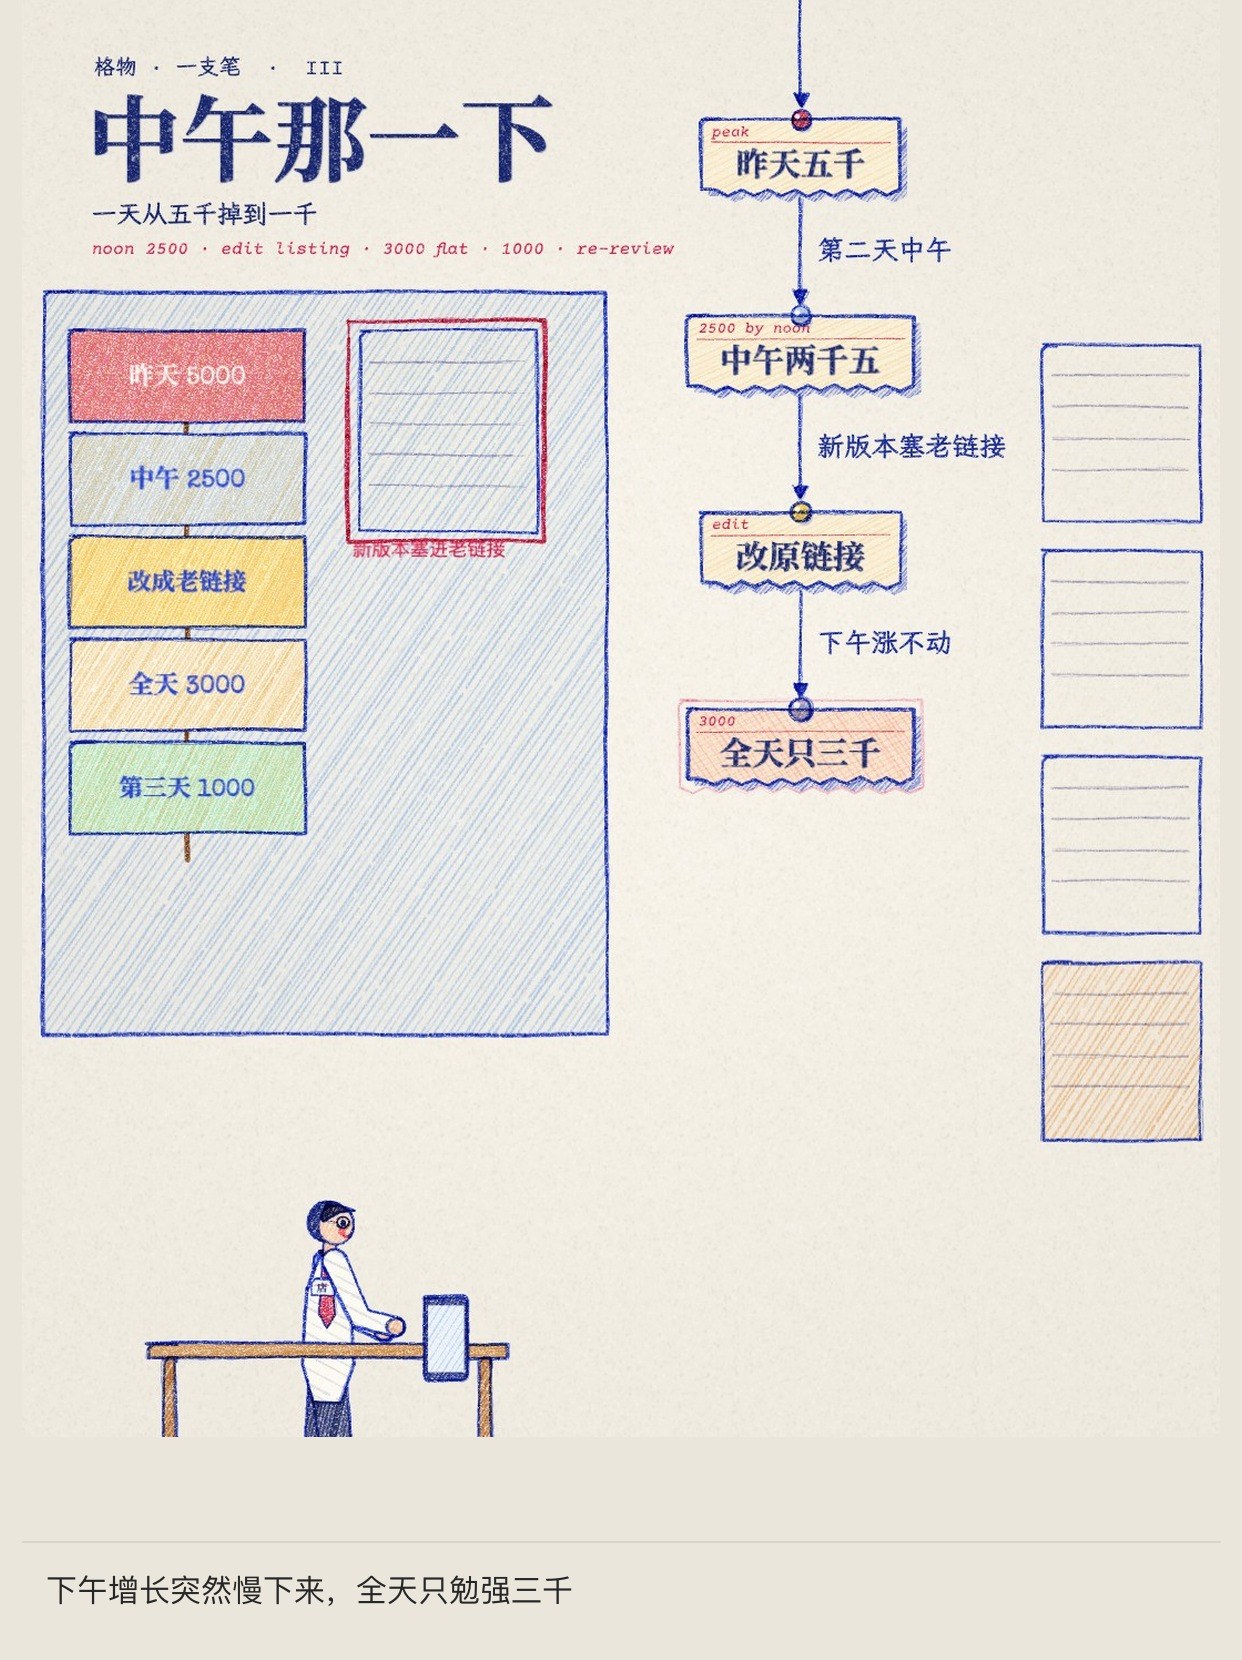 格物 · 一支笔 · III
中午那一下
一天从五千掉到一千
noon 2500 · edit listing · 3000 flat · 1000 · re-review
昨天 5000
中午 2500
改成老链接
全天 3000
第三天 1000
新版本塞进老链接
peak
昨天五千
第二天中午
2500 by noon
中午两千五
新版本塞老链接
edit
改原链接
下午涨不动
3000
全天只三千
店
下午增长突然慢下来，全天只勉强三千